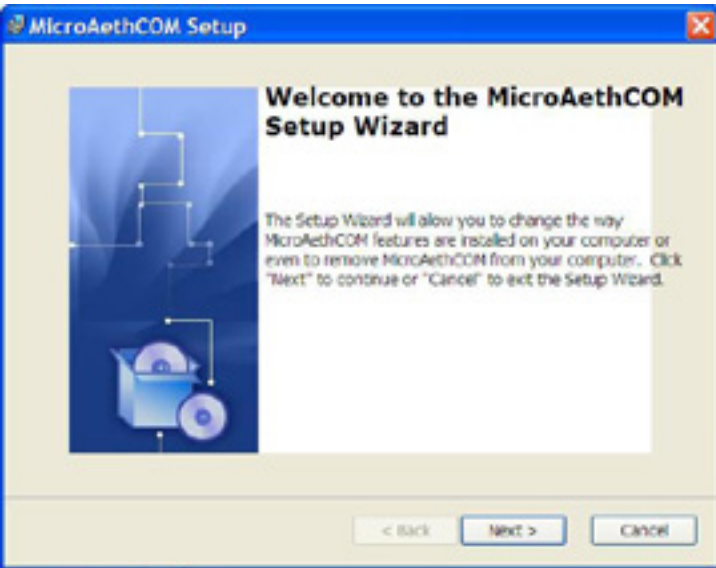 MicroAethCOM Setup
Welcome to the MicroAethCOM
Setup Wizard
The Setup Wizard will allow you to change the way
MicroAethCOM features are installed on your computer or
even to remove MicroAethCOM from your computer. Click
"Next" to continue or "Cancel" to exit the Setup Wizard.
< Back Next > Cancel